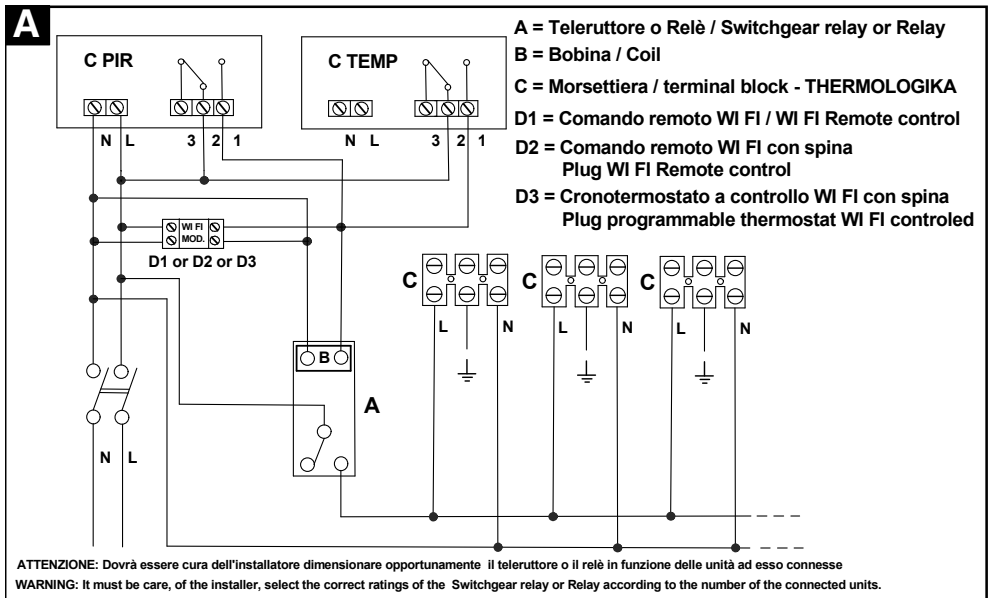 A
A = Teleruttore o Relè / Switchgear relay or Relay
B = Bobina / Coil
C = Morsettiera / terminal block - THERMOLOGIKA
D1 = Comando remoto WI FI / WI FI Remote control
D2 = Comando remoto WI FI con spina
Plug WI FI Remote control
D3 = Cronotermostato a controllo WI FI con spina
Plug programmable thermostat WI FI controled
C PIR
N L 3 2 1
C TEMP
N L 3 2 1
WI FI
MOD.
D1 or D2 or D3
C C C
L N L N L N
B
A
N L
ATTENZIONE: Dovrà essere cura dell'installatore dimensionare opportunamente il teleruttore o il relè in funzione delle unità ad esso connesse
WARNING: It must be care, of the installer, select the correct ratings of the Switchgear relay or Relay according to the number of the connected units.